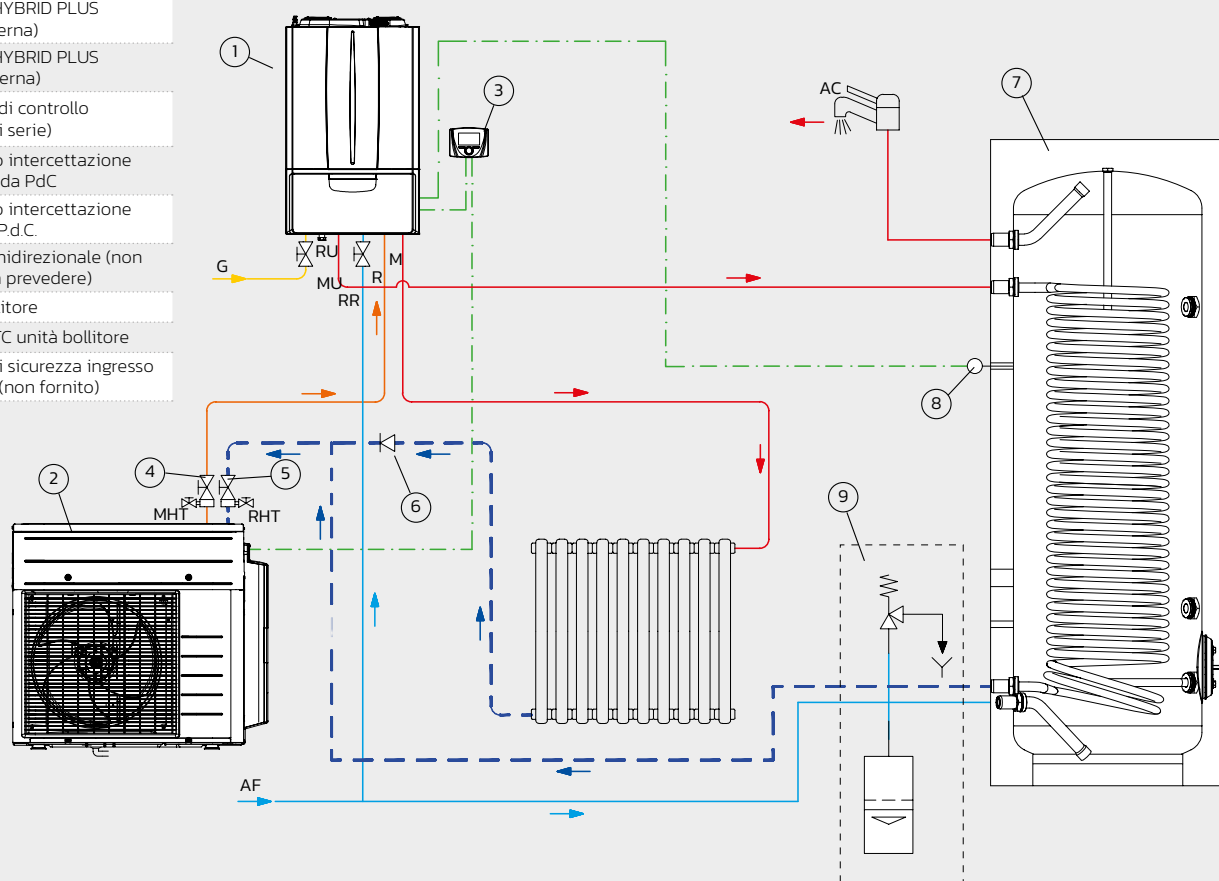 HYBRID PLUS
erna)
HYBRID PLUS
erna)
di controllo
i serie)
o intercettazione
da PdC
o intercettazione
P.d.C.
nidirezionale (non
a prevedere)
itore
TC unità bollitore
i sicurezza ingresso
(non fornito)
1
3
AC
7
G
RU
M
MU
R
RR
8
4
5
2
6
MHT
RHT
9
AF